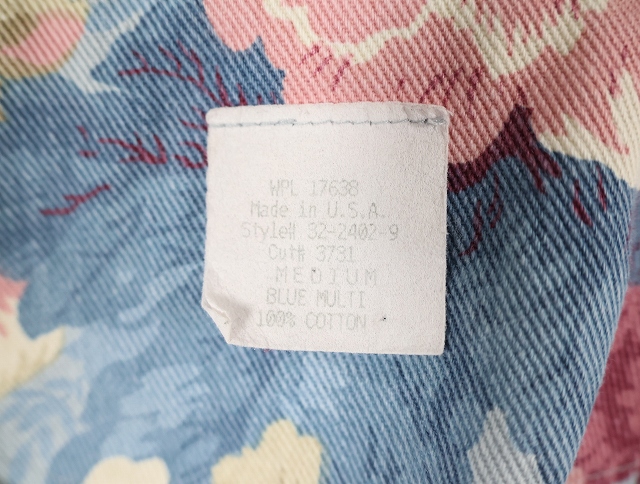 WPL 17638
Made in U.S.A.
Style# 32-2402-9
Cut# 3731
MEDIUM
BLUE MULTI
100% COTTON